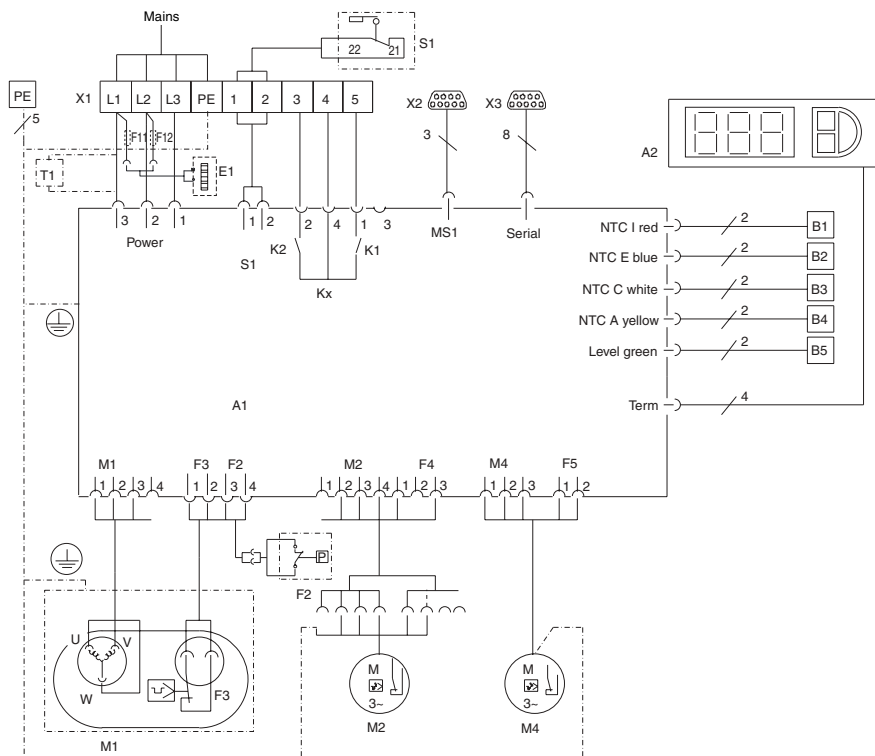 Mains
S1
22 21
PE
5
X1 L1 L2 L3 PE 1 2 3 4 5
X2
X3
A2
F11 F12
3
8
T1
E1
3 2 1
1 2
2 4 1 3
Power
S1
K2 K1
Kx
MS1
Serial
NTC I red 2 B1
NTC E blue 2 B2
NTC C white 2 B3
NTC A yellow 2 B4
Level green 2 B5
Term 4
A1
M1 F3 F2 M2 F4 M4 F5
1 2 3 4 1 2 3 4 1 2 3 4 1 2 3 1 2 3 1 2
P
F2
U V
W
F3
M
3~
M
3~
M1
M2
M4